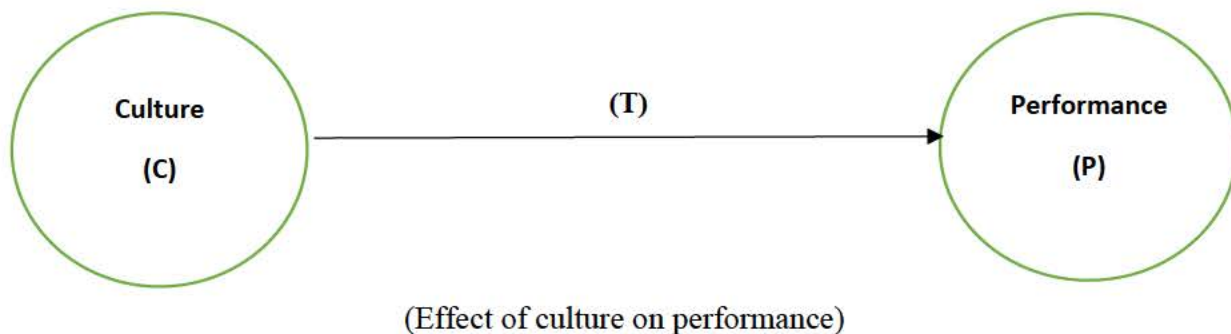 Culture
(C)
(T)
Performance
(P)
(Effect of culture on performance)